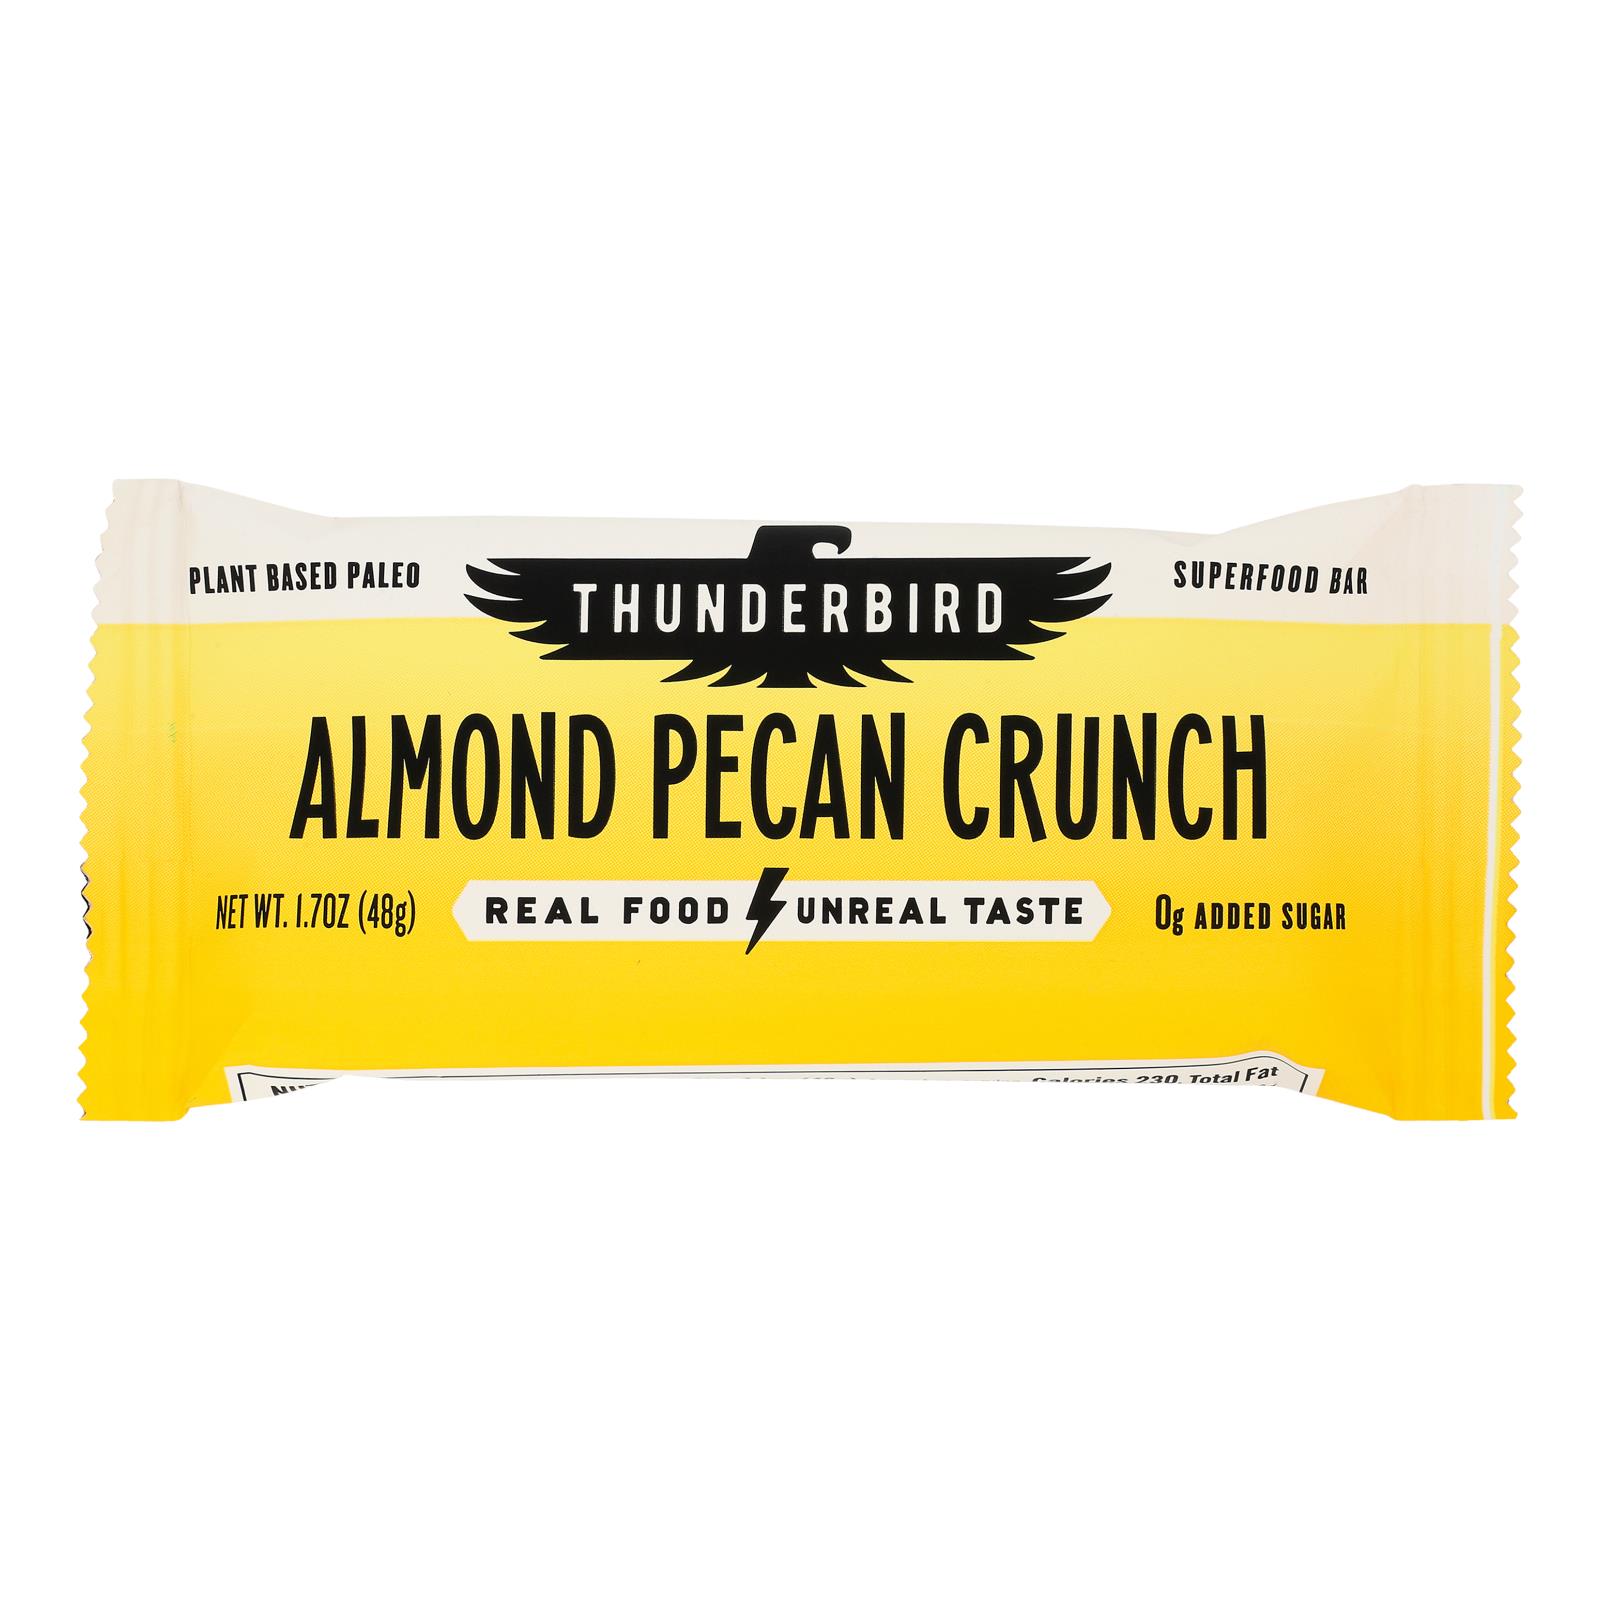 PLANT BASED PALEO
THUNDERBIRD
SUPERFOOD BAR
ALMOND PECAN CRUNCH
NET WT. 1.7OZ (48g)
REAL FOOD UNREAL TASTE
0g ADDED SUGAR
Calories 230, Total Fat